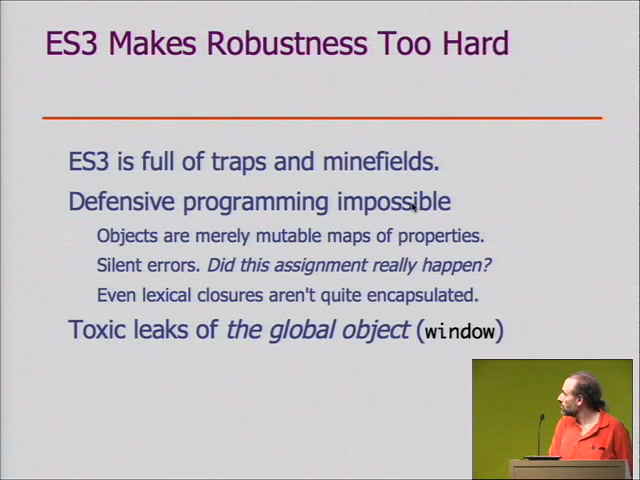 ES3 Makes Robustness Too Hard
ES3 is full of traps and minefields.
Defensive programming impossible
Objects are merely mutable maps of properties.
Silent errors. Did this assignment really happen?
Even lexical closures aren't quite encapsulated.
Toxic leaks of the global object (window)